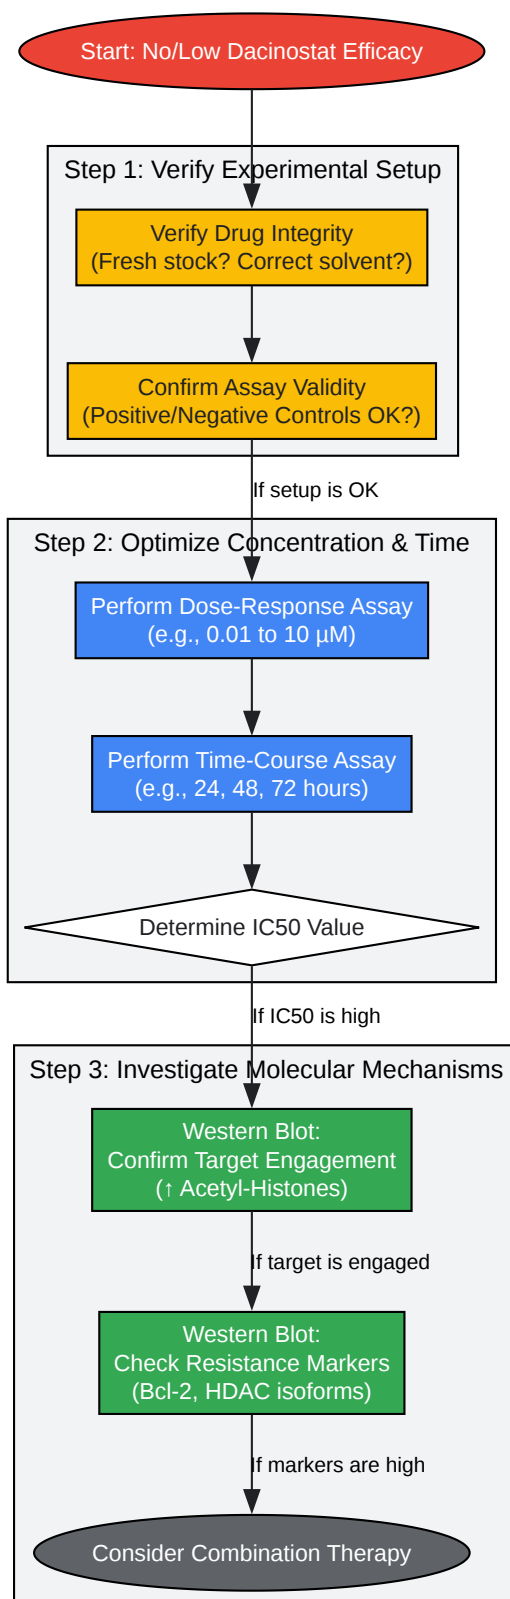 Start: No/Low Dacinostat Efficacy
Step 1: Verify Experimental Setup
Verify Drug Integrity
(Fresh stock? Correct solvent?)
Confirm Assay Validity
(Positive/Negative Controls OK?)
If setup is OK
Step 2: Optimize Concentration & Time
Perform Dose-Response Assay
(e.g., 0.01 to 10 µM)
Perform Time-Course Assay
(e.g., 24, 48, 72 hours)
Determine IC50 Value
If IC50 is high
Step 3: Investigate Molecular Mechanisms
Western Blot:
Confirm Target Engagement
(↑ Acetyl-Histones)
If target is engaged
Western Blot:
Check Resistance Markers
(Bcl-2, HDAC isoforms)
If markers are high
Consider Combination Therapy